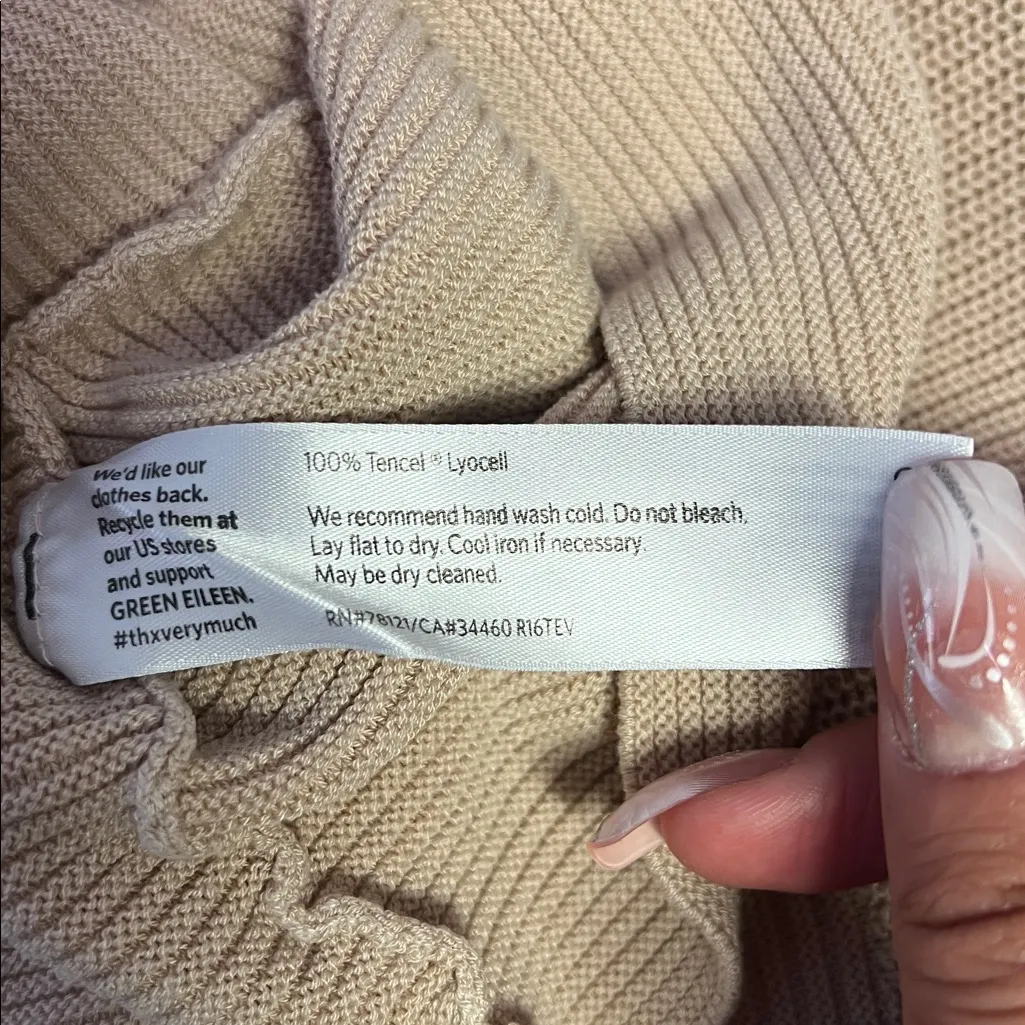 We'd like our
clothes back.
Recycle them at
our US stores
and support
GREEN EILEEN.
#thxverymuch
100% Tencel ® Lyocell
We recommend hand wash cold. Do not bleach.
Lay flat to dry. Cool iron if necessary.
May be dry cleaned.
RN#78121/CA#34460 R16TEV